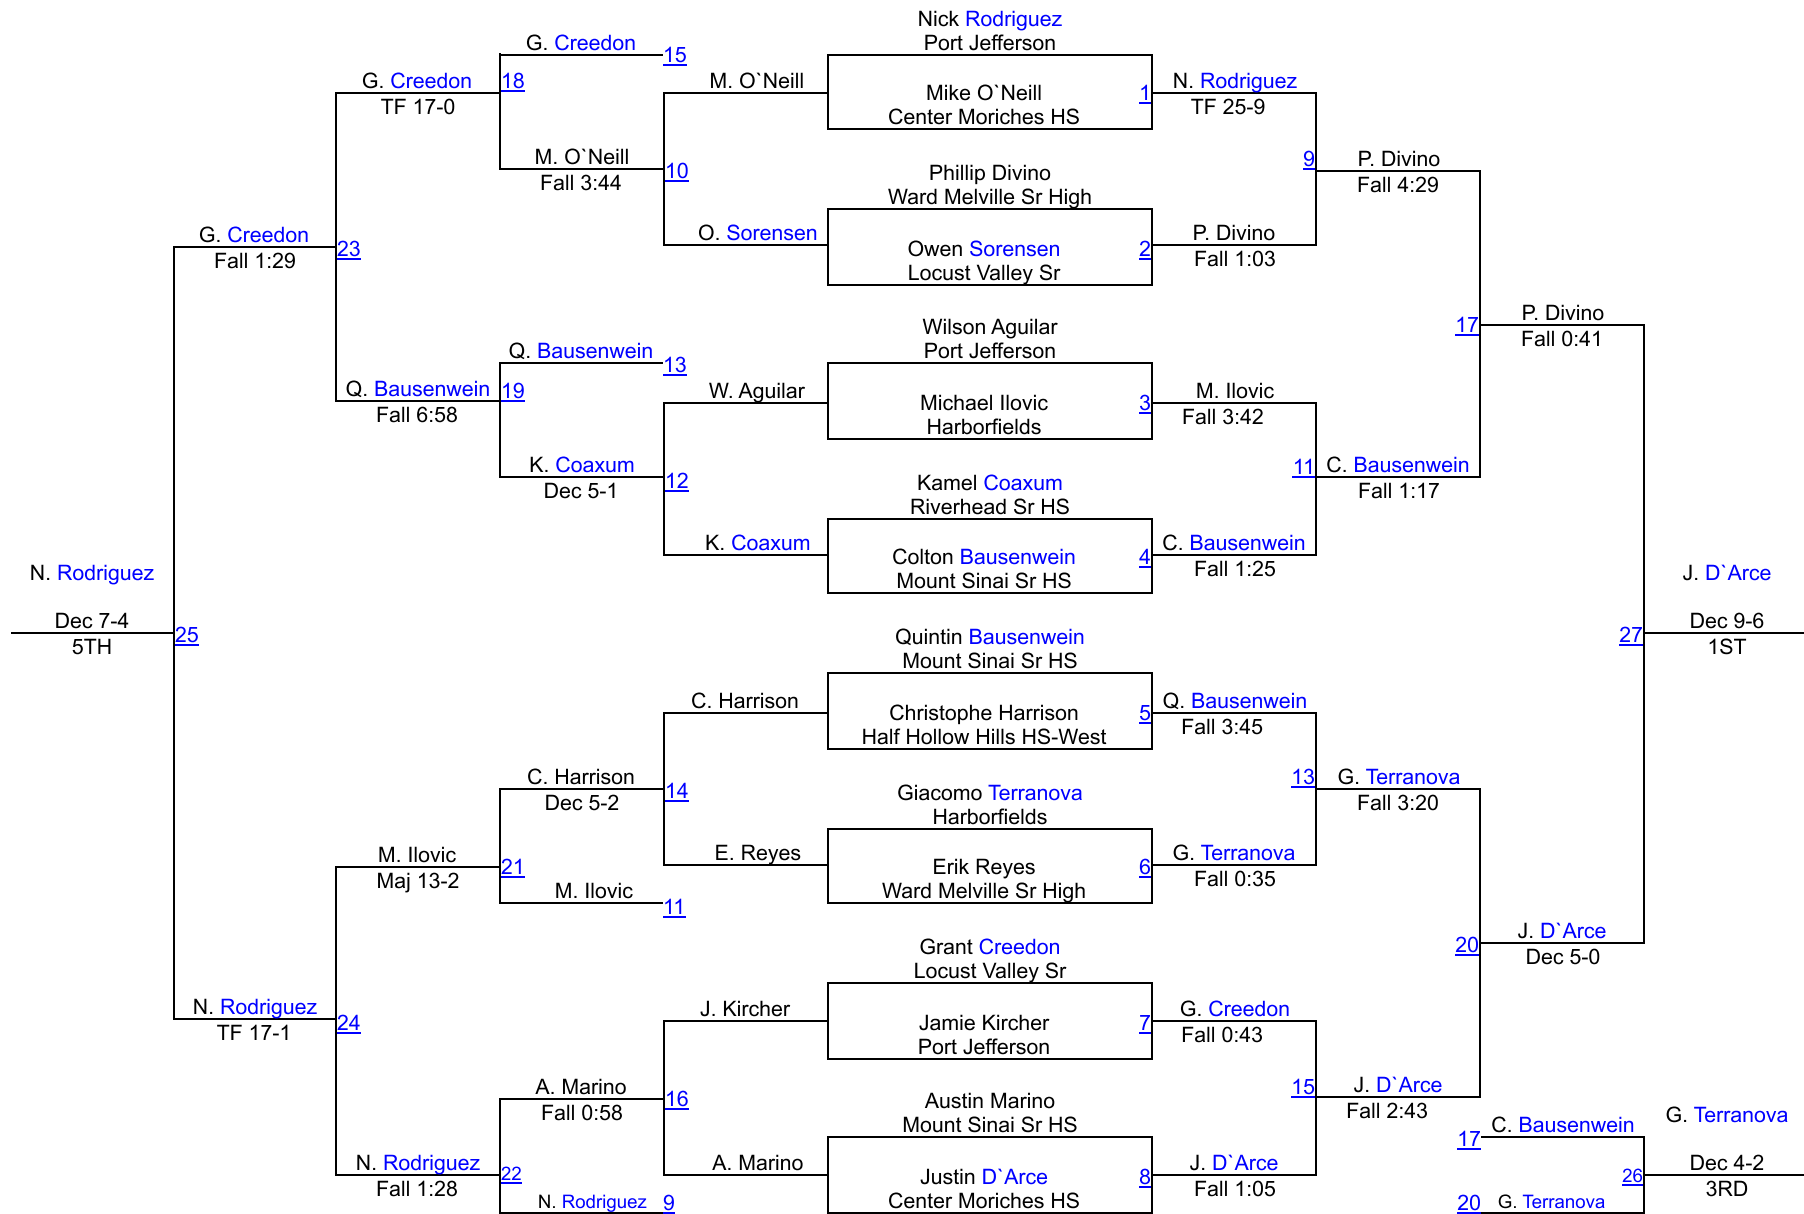 Nick Rodriguez
Port Jefferson
G. Creedon
15
G. Creedon
18
TF 17-0
M. O`Neill
Mike O`Neill
Center Moriches HS
1
N. Rodriguez
TF 25-9
M. O`Neill
Fall 3:44
10
Phillip Divino
Ward Melville Sr High
9
P. Divino
Fall 4:29
G. Creedon
Fall 1:29
23
O. Sorensen
Owen Sorensen
Locust Valley Sr
2
P. Divino
Fall 1:03
Wilson Aguilar
Port Jefferson
17
P. Divino
Fall 0:41
Q. Bausenwein
13
Q. Bausenwein
Fall 6:58
19
W. Aguilar
Michael Ilovic
Harborfields
3
M. Ilovic
Fall 3:42
K. Coaxum
Dec 5-1
12
Kamel Coaxum
Riverhead Sr HS
11
C. Bausenwein
Fall 1:17
K. Coaxum
Colton Bausenwein
Mount Sinai Sr HS
4
C. Bausenwein
Fall 1:25
N. Rodriguez
Dec 7-4
5TH
25
J. D`Arce
Dec 9-6
1ST
27
Quintin Bausenwein
Mount Sinai Sr HS
C. Harrison
Christophe Harrison
Half Hollow Hills HS-West
5
Q. Bausenwein
Fall 3:45
C. Harrison
Dec 5-2
14
Giacomo Terranova
Harborfields
13
G. Terranova
Fall 3:20
M. Ilovic
Maj 13-2
21
E. Reyes
Erik Reyes
Ward Melville Sr High
6
G. Terranova
Fall 0:35
M. Ilovic
11
Grant Creedon
Locust Valley Sr
20
J. D`Arce
Dec 5-0
N. Rodriguez
TF 17-1
24
J. Kircher
Jamie Kircher
Port Jefferson
7
G. Creedon
Fall 0:43
A. Marino
Fall 0:58
16
Austin Marino
Mount Sinai Sr HS
15
J. D`Arce
Fall 2:43
N. Rodriguez
Fall 1:28
22
A. Marino
Justin D`Arce
Center Moriches HS
8
J. D`Arce
Fall 1:05
N. Rodriguez
9
17
C. Bausenwein
G. Terranova
Dec 4-2
3RD
26
20
G. Terranova